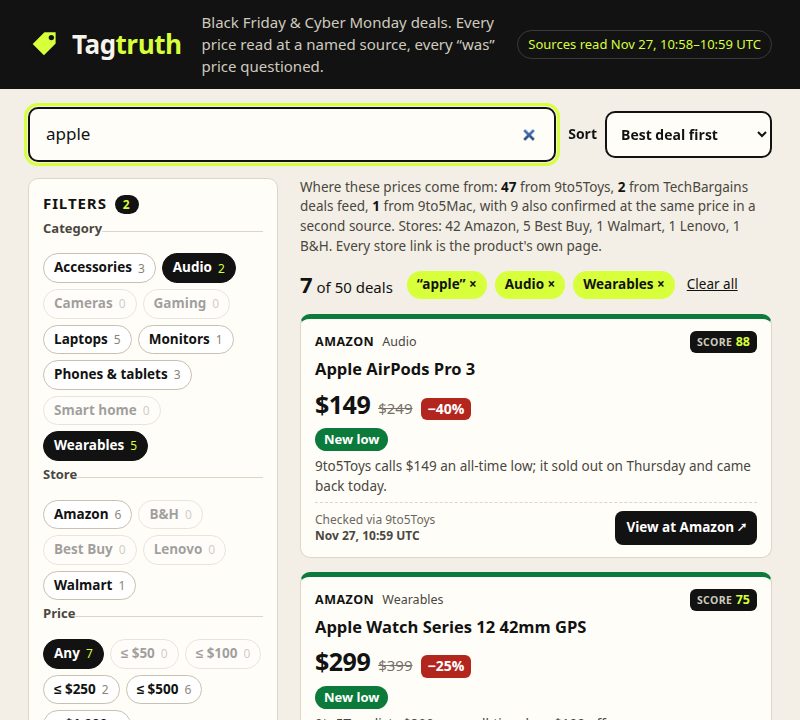 Tagtruth
Black Friday & Cyber Monday deals. Every
price read at a named source, every “was”
price questioned.
Sources read Nov 27, 10:58–10:59 UTC
apple
×
Sort
Best deal first
FILTERS 2
Category
Accessories 3
Audio 2
Cameras 0
Gaming 0
Laptops 5
Monitors 1
Phones & tablets 3
Smart home 0
Wearables 5
Store
Amazon 6
B&H 0
Best Buy 0
Lenovo 0
Walmart 1
Price
Any 7
≤ $50 0
≤ $100 0
≤ $250 2
≤ $500 6
Where these prices come from: 47 from 9to5Toys, 2 from TechBargains
deals feed, 1 from 9to5Mac, with 9 also confirmed at the same price in a
second source. Stores: 42 Amazon, 5 Best Buy, 1 Walmart, 1 Lenovo, 1
B&H. Every store link is the product's own page.
7 of 50 deals
“apple” ×
Audio ×
Wearables ×
Clear all
AMAZON Audio
SCORE 88
Apple AirPods Pro 3
$149 $249 −40%
New low
9to5Toys calls $149 an all-time low; it sold out on Thursday and came
back today.
Checked via 9to5Toys
Nov 27, 10:59 UTC
View at Amazon ↗
AMAZON Wearables
SCORE 75
Apple Watch Series 12 42mm GPS
$299 $399 −25%
New low